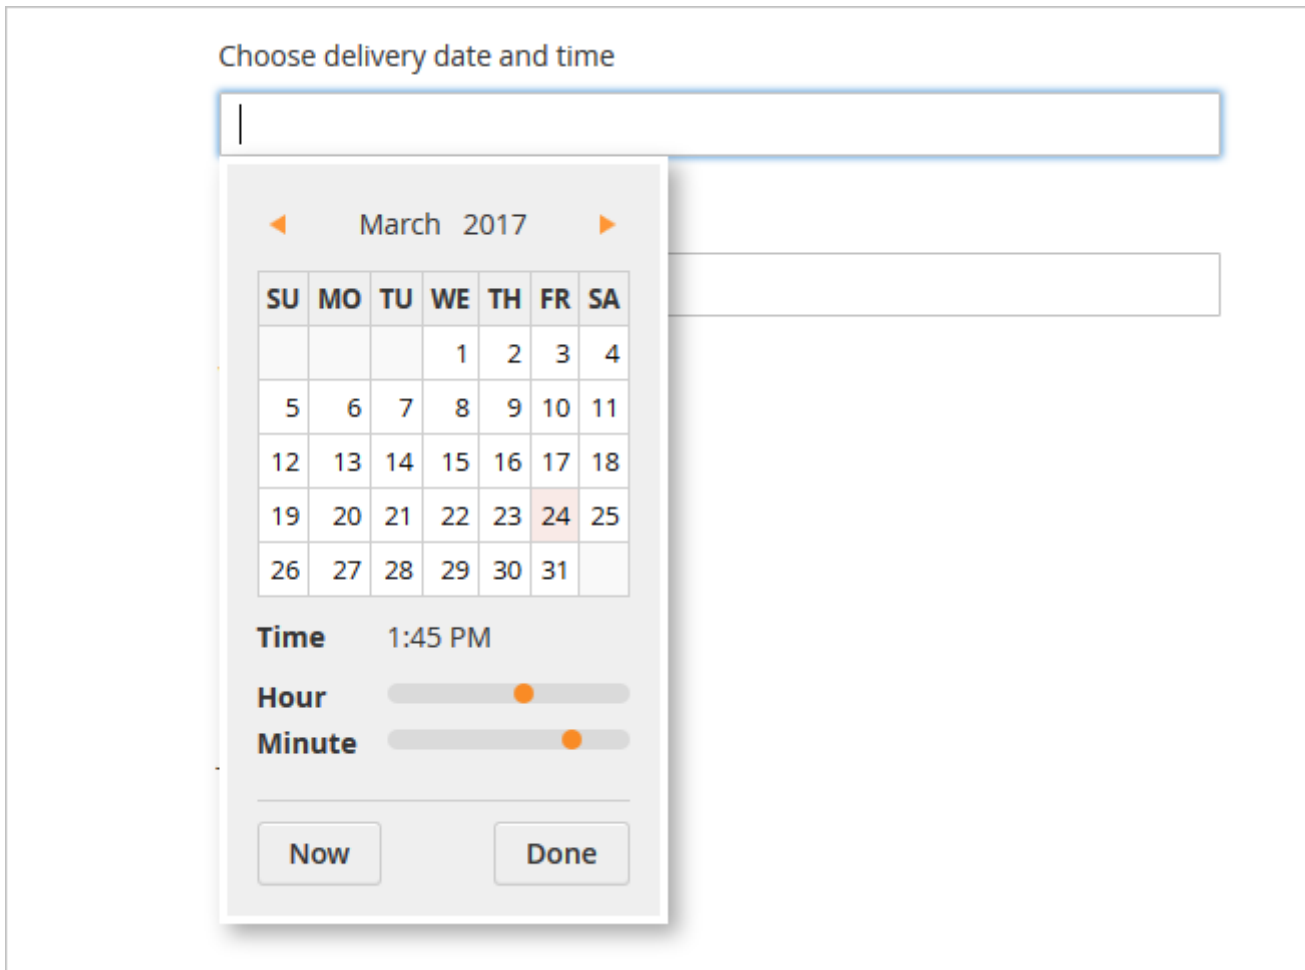 Choose delivery date and time
March 2017
SU MO TU WE TH FR SA
1 2 3 4
5 6 7 8 9 10 11
12 13 14 15 16 17 18
19 20 21 22 23 24 25
26 27 28 29 30 31
Time 1:45 PM
Hour
Minute
Now Done